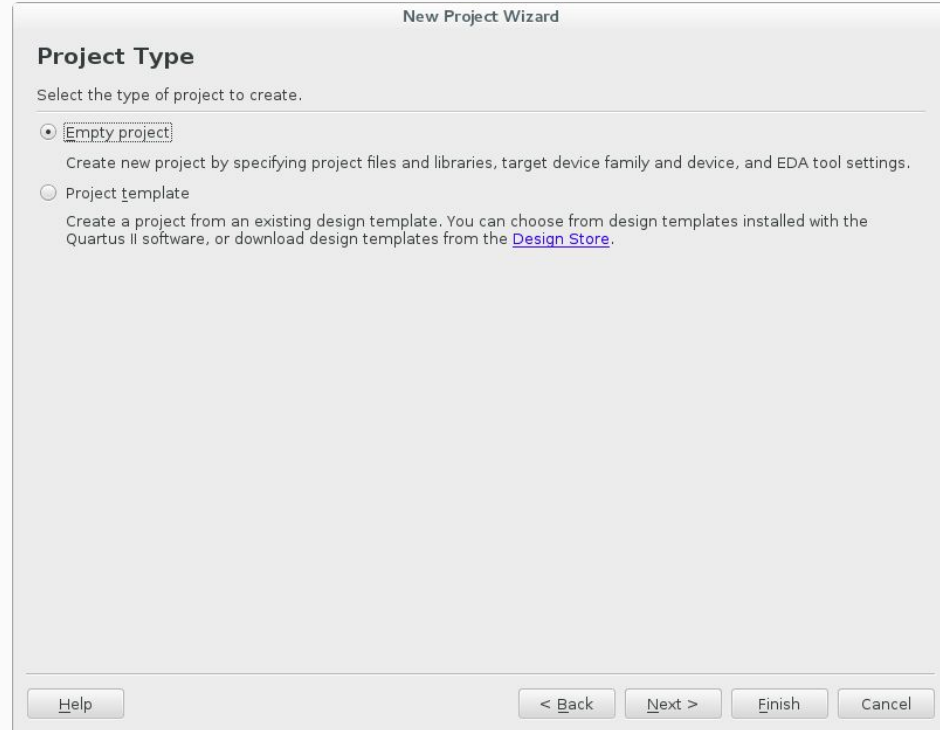 New Project Wizard
Project Type
Select the type of project to create.
Empty project
Create new project by specifying project files and libraries, target device family and device, and EDA tool settings.
Project template
Create a project from an existing design template. You can choose from design templates installed with the
Quartus II software, or download design templates from the Design Store.
Help
< Back
Next >
Finish
Cancel